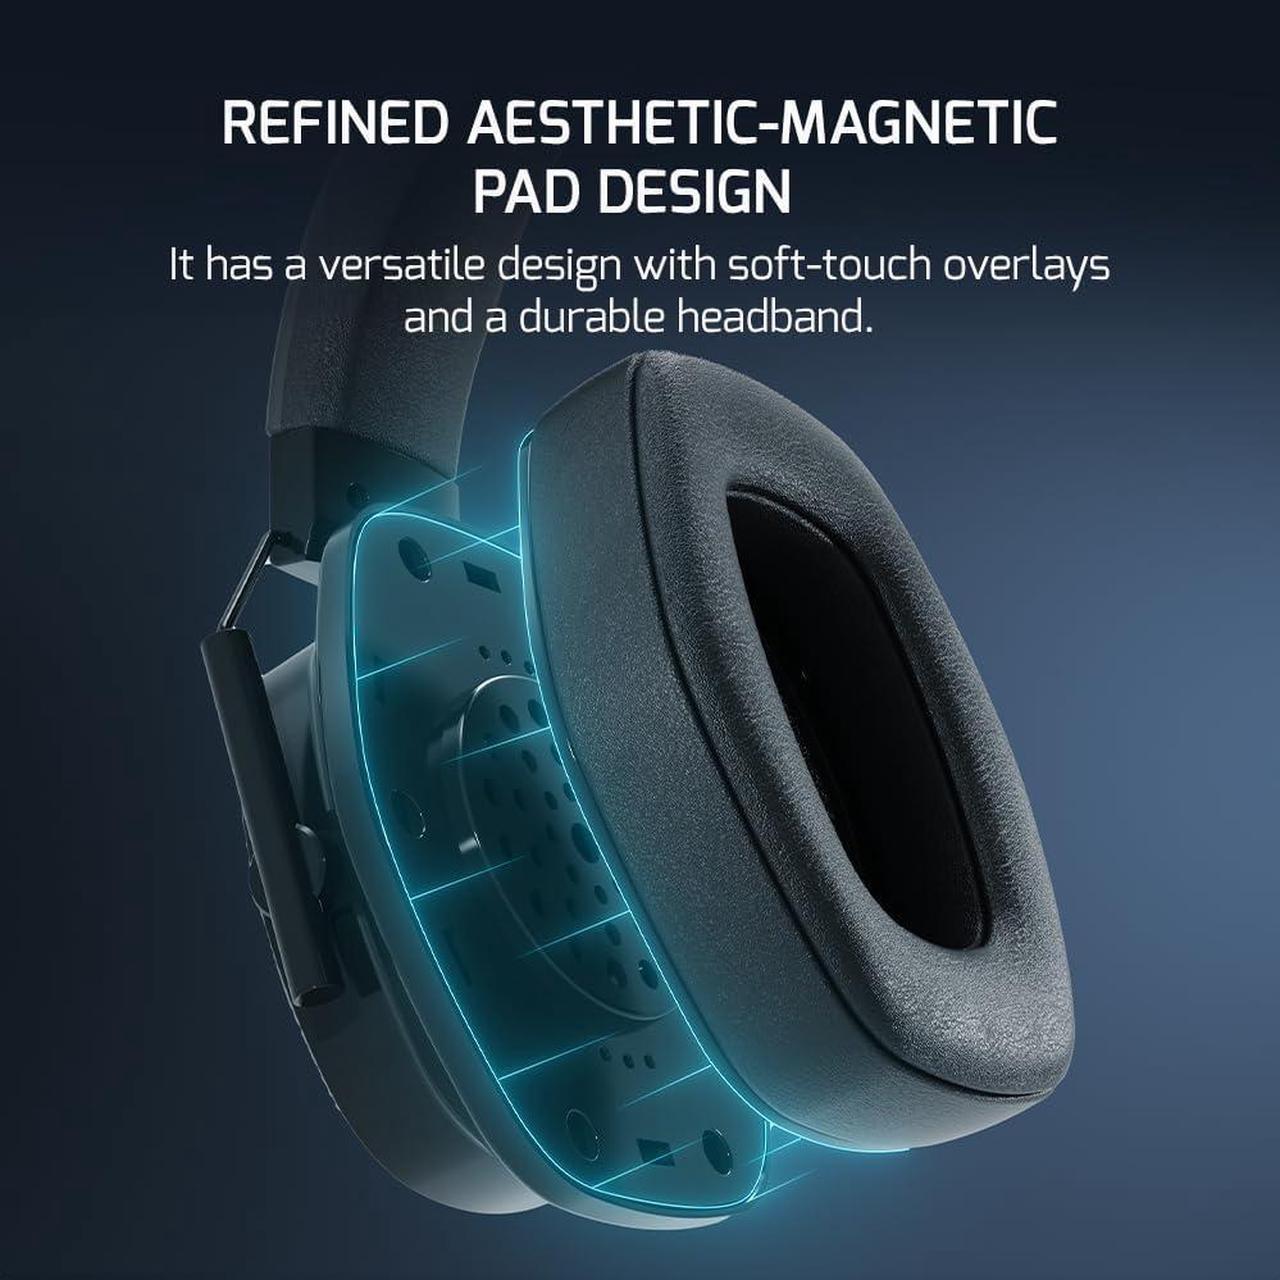 REFINED AESTHETIC-MAGNETIC
PAD DESIGN
It has a versatile design with soft-touch overlays
and a durable headband.